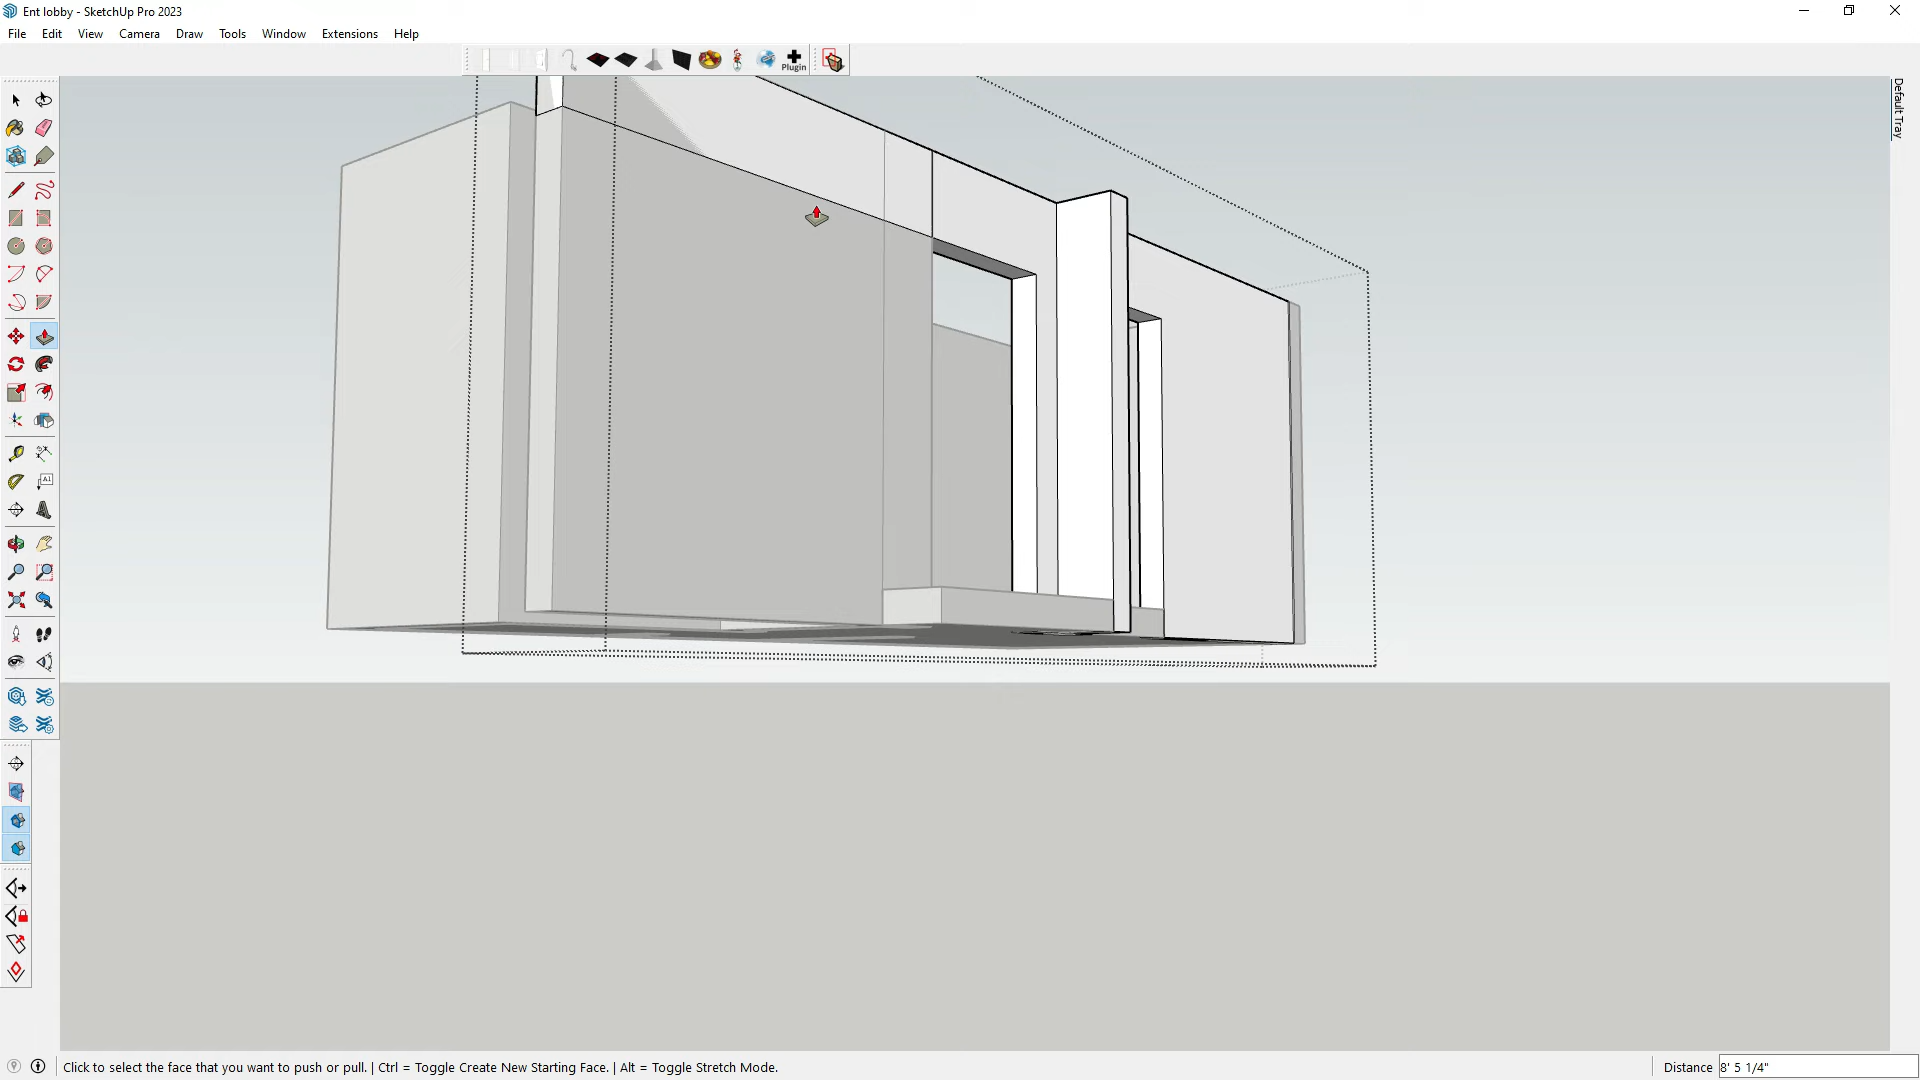 Ent lobby - SketchUp Pro 2023
File Edit View Camera Draw Tools Window Extensions Help
Plugin
Default Tray
A1
Click to select the face that you want to push or pull. | Ctrl = Toggle Create New Starting Face. | Alt = Toggle Stretch Mode.
Distance 8' 5 1/4"